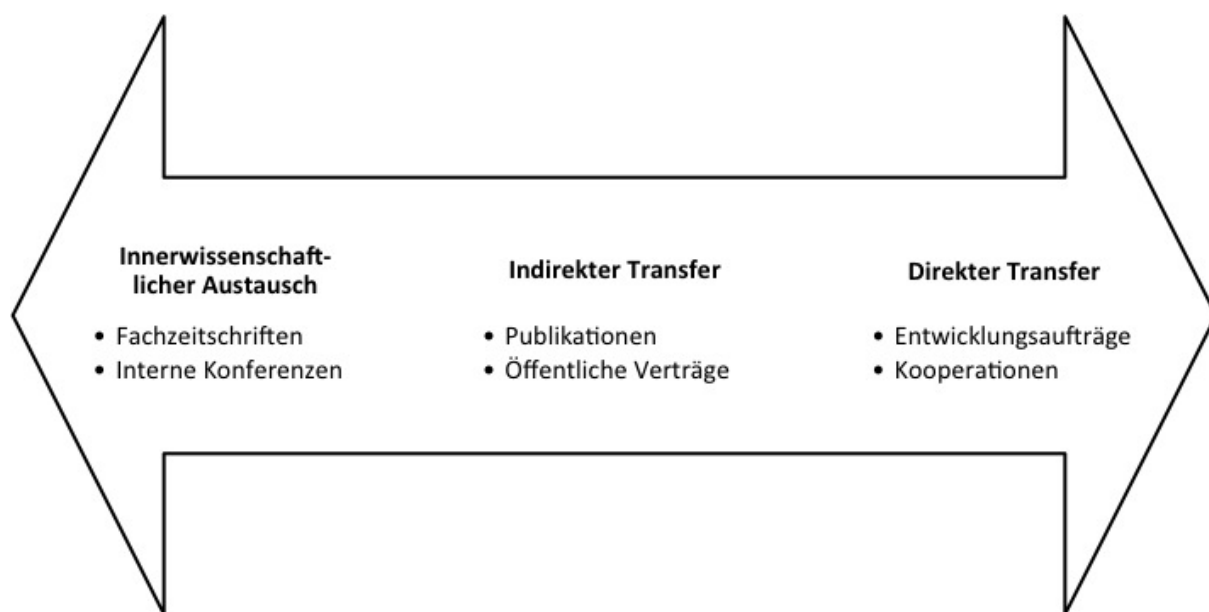 Innerwissenschaft-
licher Austausch
• Fachzeitschriften
• Interne Konferenzen
Indirekter Transfer
• Publikationen
• Öffentliche Verträge
Direkter Transfer
• Entwicklungsaufträge
• Kooperationen